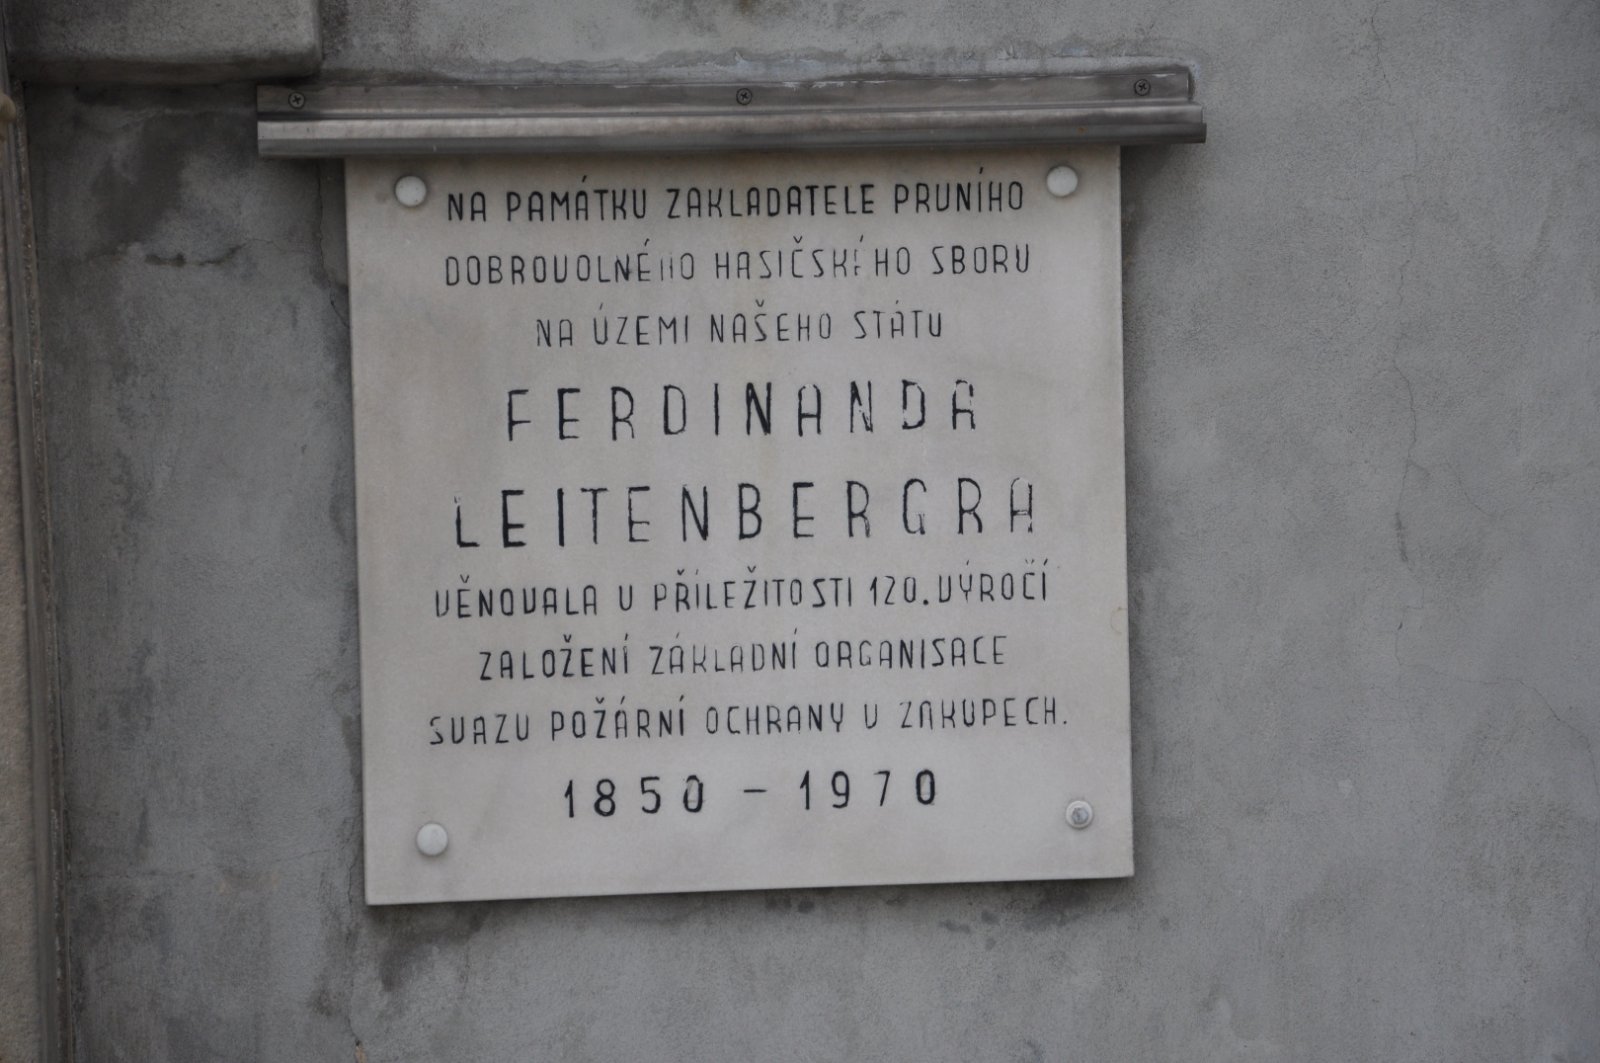 NA PAMÁTKU ZAKLADATELE PRVNÍHO
DOBROVOLNÉHO HASIČSKÉHO SBORU
NA ÚZEMI NAŠEHO STÁTU
FERDINANDA
LEITENBERGRA
VĚNOVALA U PŘÍLEŽITOSTI 120. VÝROČÍ
ZALOŽENÍ ZÁKLADNÍ ORGANISACE
SVAZU POŽÁRNÍ OCHRANY V ZAKUPECH.
1850 – 1970